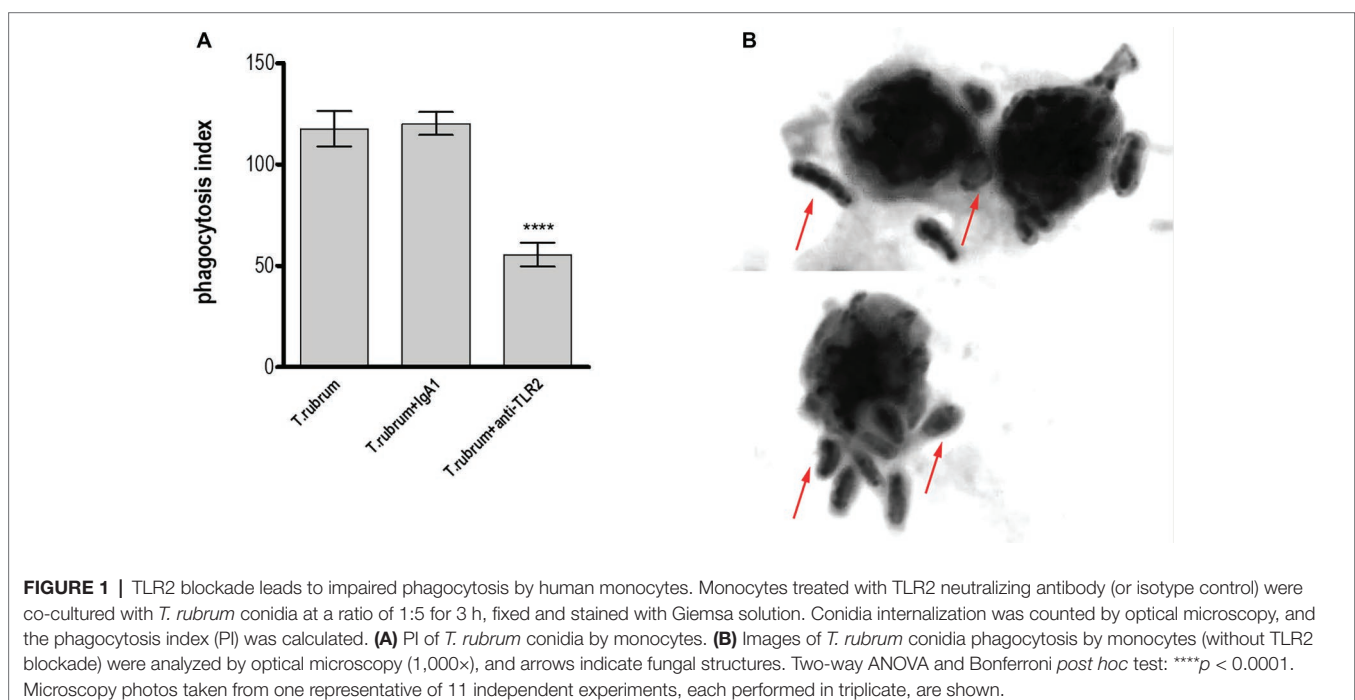 A
B
150
100
50
0
phagocytosis index
****
T.rubrum
T.rubrum+IgA1
T.rubrum+anti-TLR2
FIGURE 1 | TLR2 blockade leads to impaired phagocytosis by human monocytes. Monocytes treated with TLR2 neutralizing antibody (or isotype control) were
co-cultured with T. rubrum conidia at a ratio of 1:5 for 3 h, fixed and stained with Giemsa solution. Conidia internalization was counted by optical microscopy, and
the phagocytosis index (PI) was calculated. (A) PI of T. rubrum conidia by monocytes. (B) Images of T. rubrum conidia phagocytosis by monocytes (without TLR2
blockade) were analyzed by optical microscopy (1,000×), and arrows indicate fungal structures. Two-way ANOVA and Bonferroni post hoc test: ****p < 0.0001.
Microscopy photos taken from one representative of 11 independent experiments, each performed in triplicate, are shown.